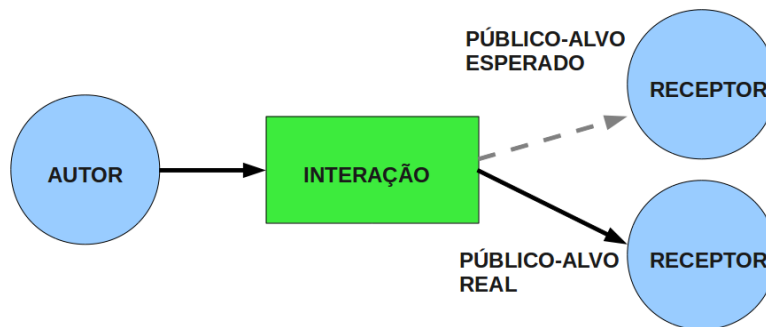 PÚBLICO-ALVO
ESPERADO
RECEPTOR
AUTOR
INTERAÇÃO
PÚBLICO-ALVO
REAL
RECEPTOR